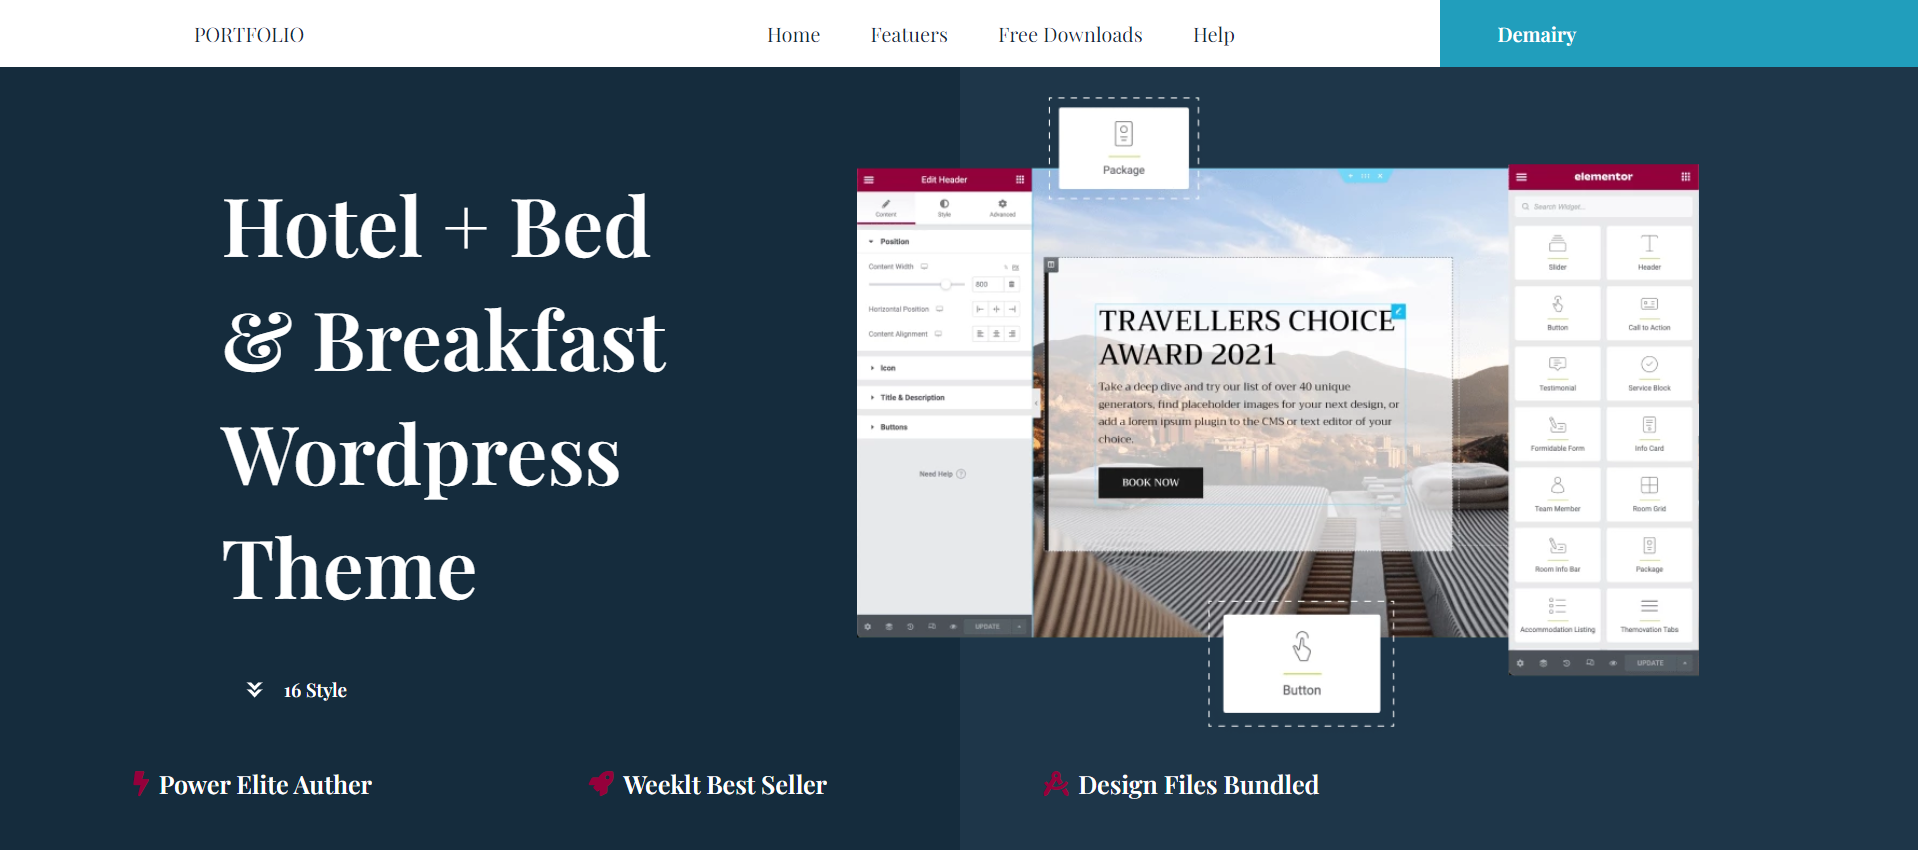 PORTFOLIO
Home
Featuers
Free Downloads
Help
Demairy
Hotel + Bed
& Breakfast
Wordpress
Theme
16 Style
Package
Edit Header
Content
Style
Advanced
Position
Content Width
800
Horizontal Position
Content Alignment
Icon
Title & Description
Buttons
Need Help ?
UPDATE
TRAVELLERS CHOICE
AWARD 2021
Take a deep dive and try our list of over 40 unique
generators, find placeholder images for your next design, or
add a lorem ipsum plugin to the CMS or text editor of your
choice.
BOOK NOW
Button
elementor
Search Widget...
Slider
Header
Button
Call to Action
Testimonial
Service Block
Formidable Form
Info Card
Team Member
Room Grid
Room Info Bar
Package
Accommodation Listing
Themovation Tabs
UPDATE
Power Elite Auther
Weeklt Best Seller
Design Files Bundled